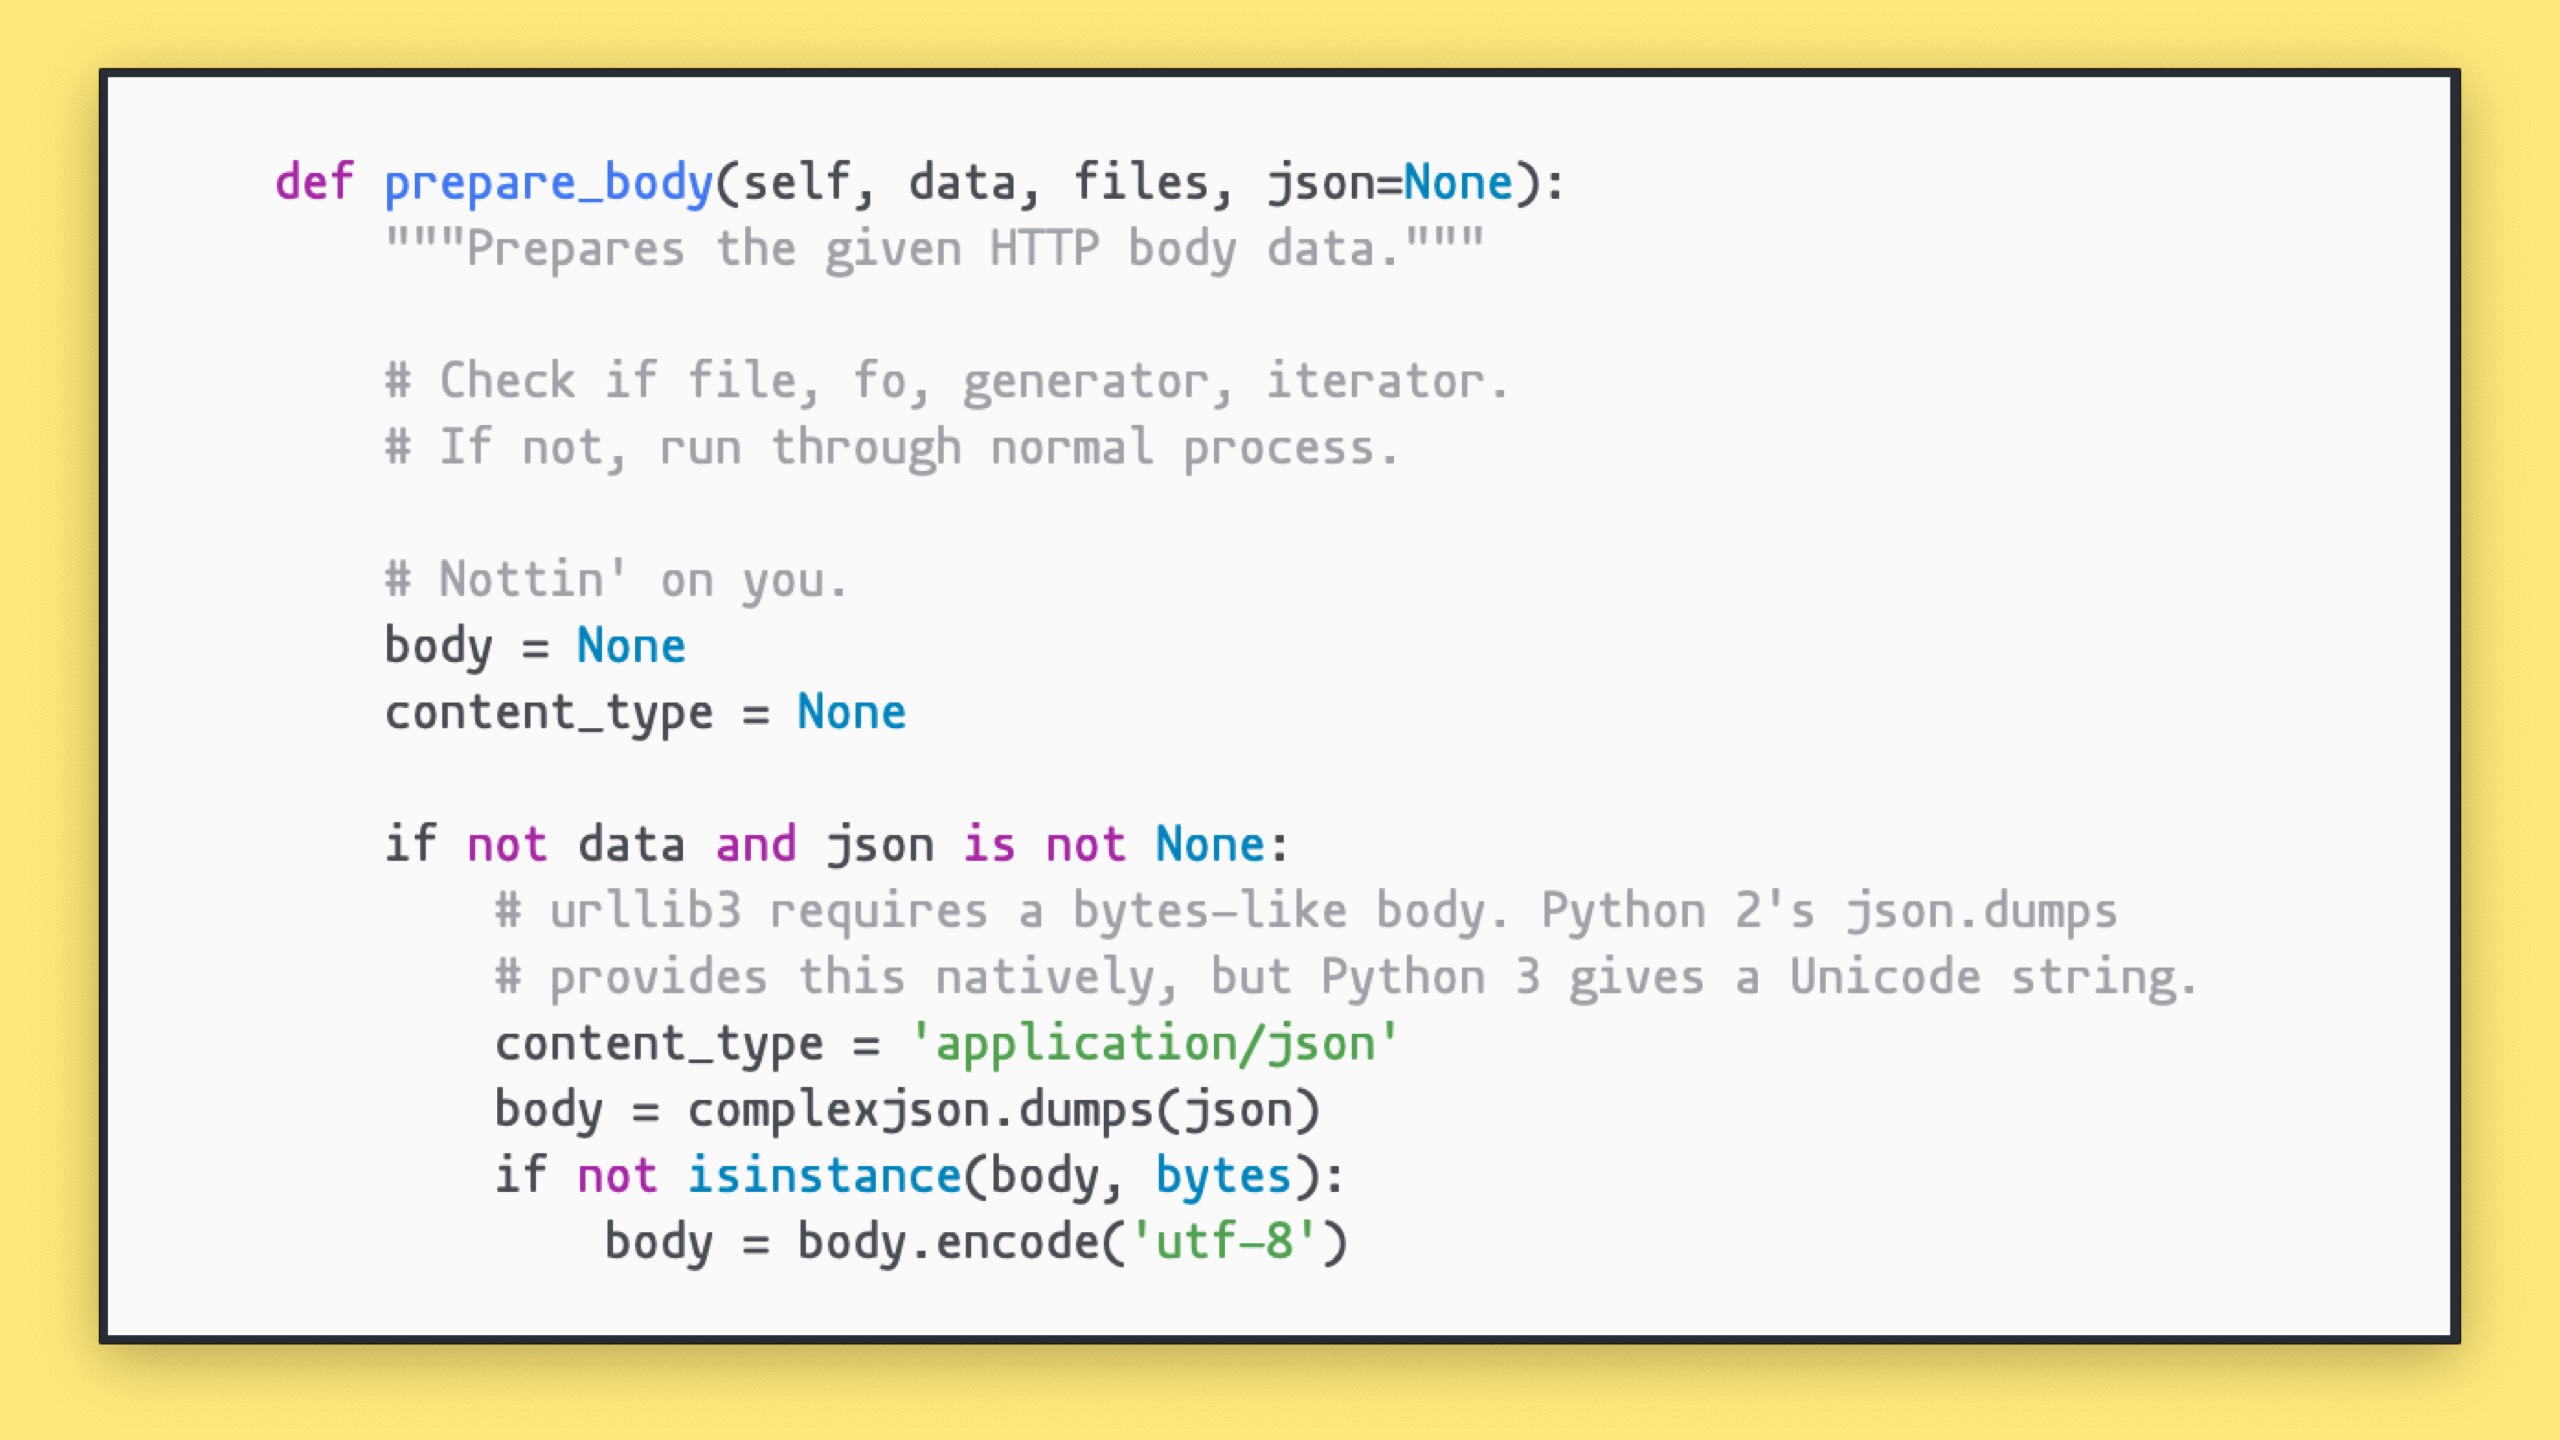 def prepare_body(self, data, files, json=None):
"""Prepares the given HTTP body data."""
# Check if file, fo, generator, iterator.
# If not, run through normal process.
# Nottin' on you.
body = None
content_type = None
if not data and json is not None:
# urllib3 requires a bytes-like body. Python 2's json.dumps
# provides this natively, but Python 3 gives a Unicode string.
content_type = 'application/json'
body = complexjson.dumps(json)
if not isinstance(body, bytes):
body = body.encode('utf-8')